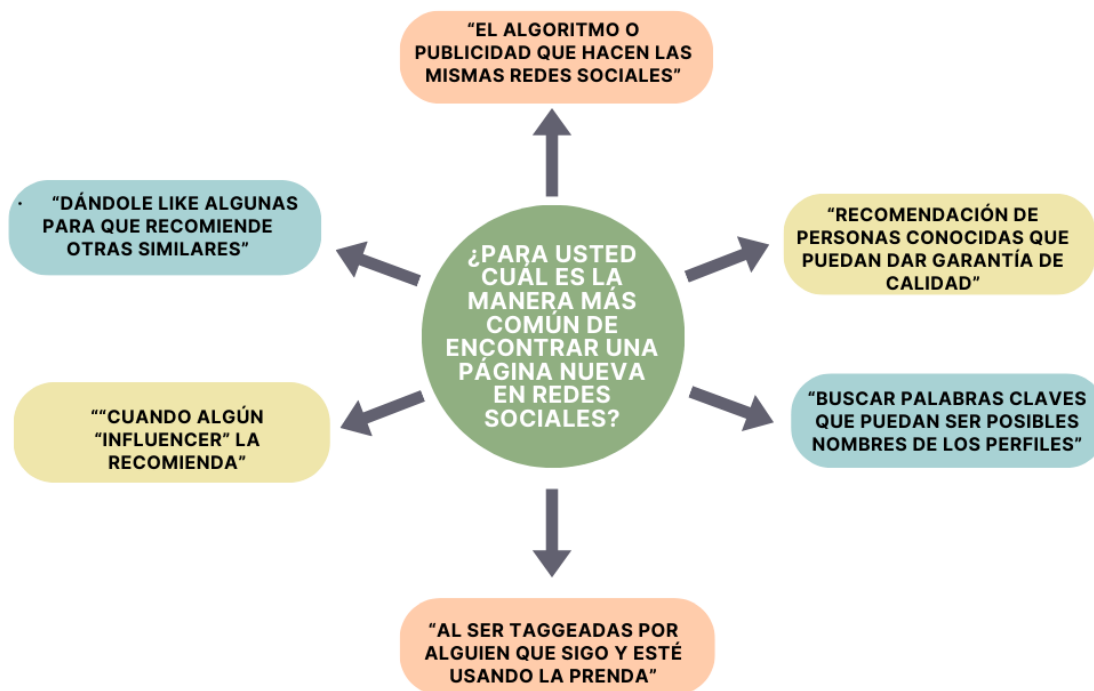 “EL ALGORITMO O
PUBLICIDAD QUE HACEN LAS
MISMAS REDES SOCIALES”
· “DÁNDOLE LIKE ALGUNAS
PARA QUE RECOMIENDE
OTRAS SIMILARES”
“RECOMENDACIÓN DE
PERSONAS CONOCIDAS QUE
PUEDAN DAR GARANTÍA DE
CALIDAD”
¿PARA USTED
CUÁL ES LA
MANERA MÁS
COMÚN DE
ENCONTRAR UNA
PÁGINA NUEVA
EN REDES
SOCIALES?
““CUANDO ALGÚN
“INFLUENCER” LA
RECOMIENDA”
“BUSCAR PALABRAS CLAVES
QUE PUEDAN SER POSIBLES
NOMBRES DE LOS PERFILES”
“AL SER TAGGEADAS POR
ALGUIEN QUE SIGO Y ESTÉ
USANDO LA PRENDA”